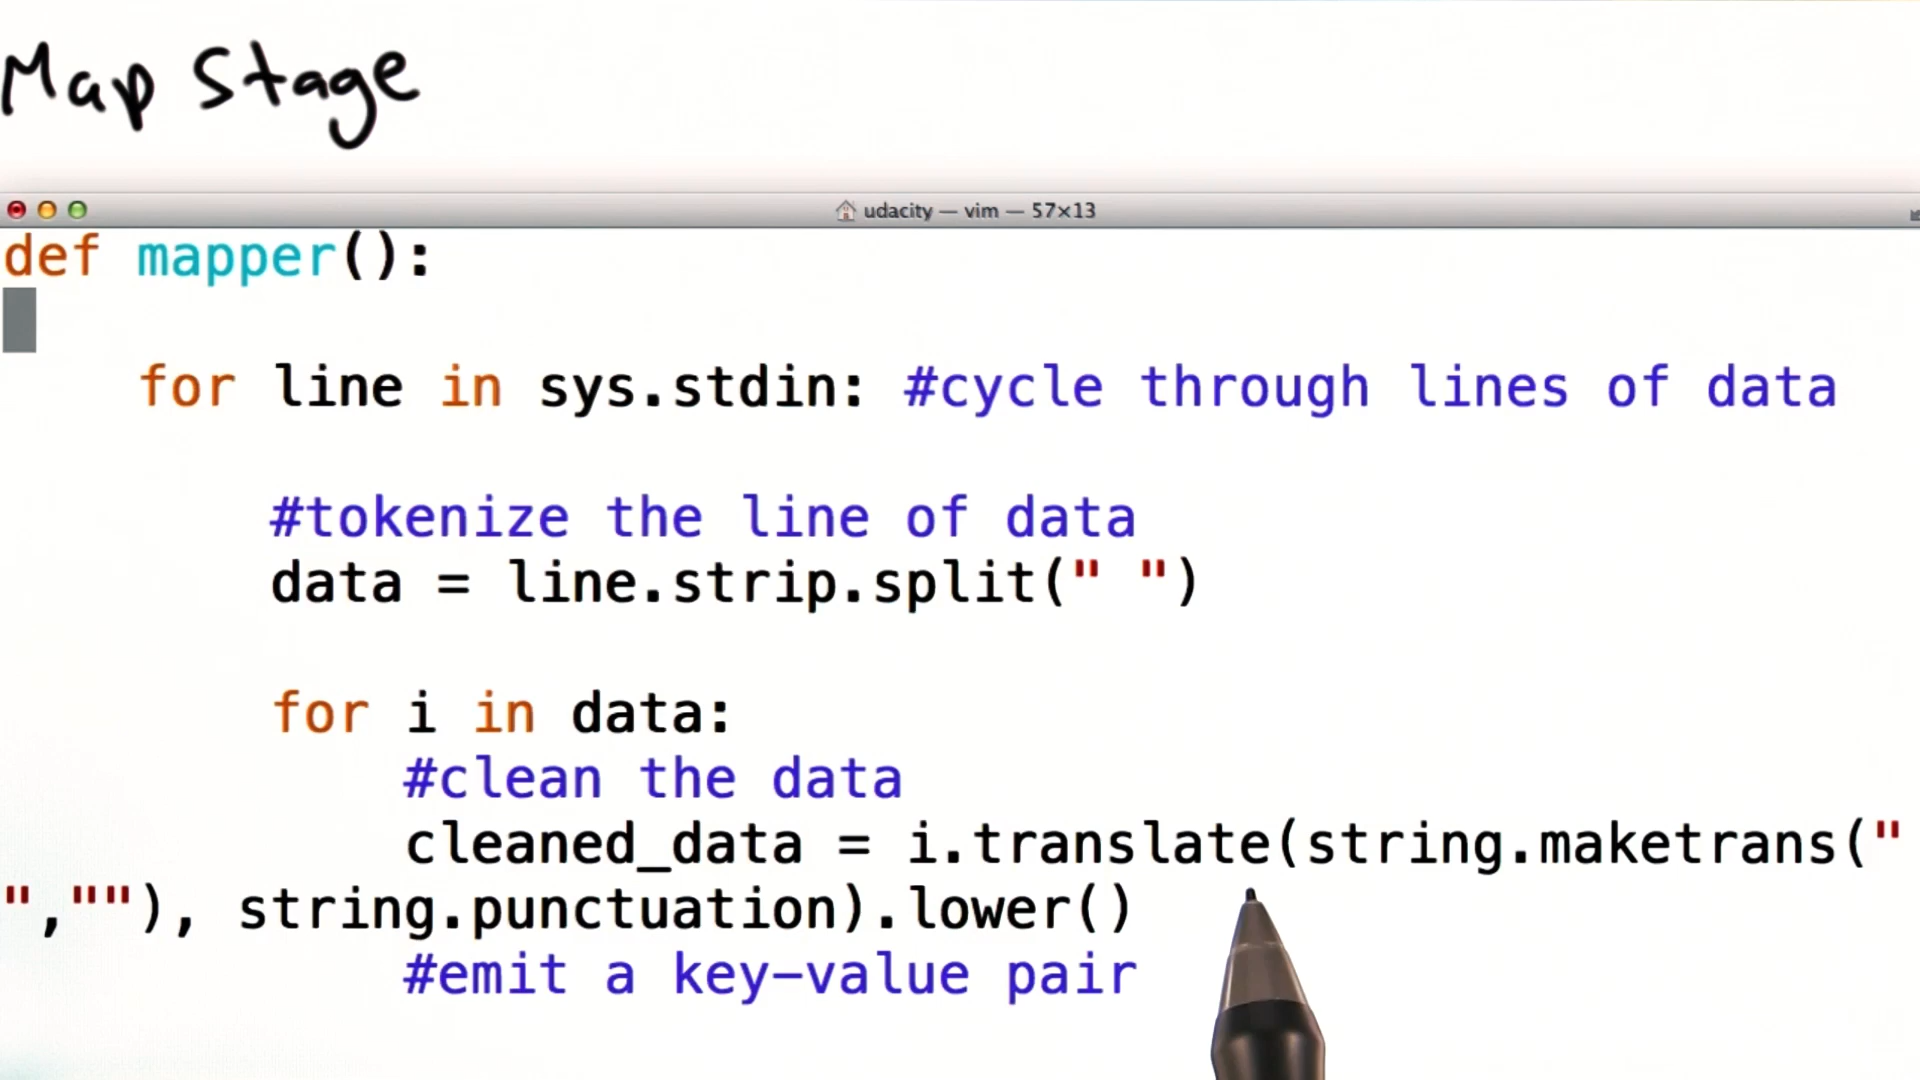 Map Stage
udacity — vim — 57×13
def mapper():
for line in sys.stdin: #cycle through lines of data
#tokenize the line of data
data = line.strip.split(" ")
for i in data:
#clean the data
cleaned_data = i.translate(string.maketrans("
",""), string.punctuation).lower()
#emit a key-value pair